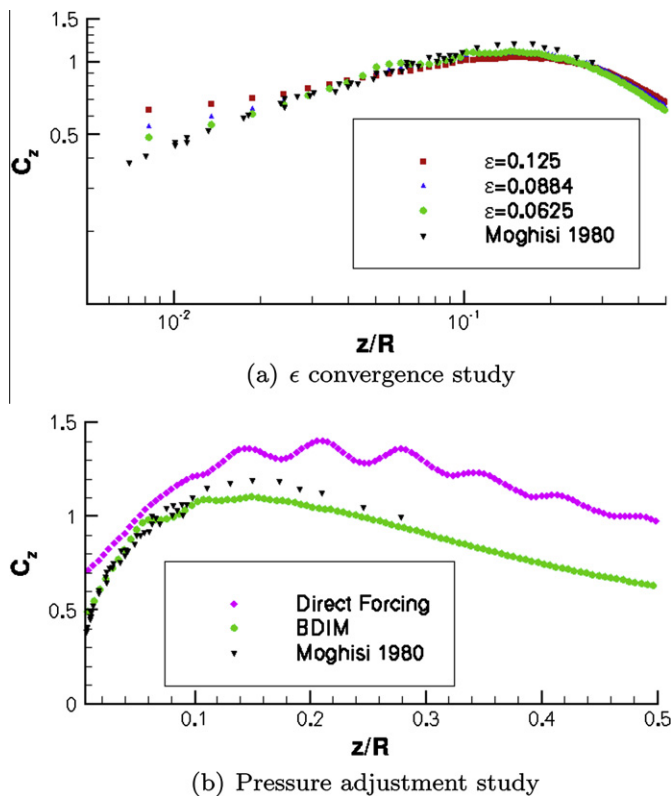 1.5
1
0.5
C_z
ε=0.125
ε=0.0884
ε=0.0625
Moghisi 1980
10^-2
10^-1
z/R
(a) ϵ convergence study
1.5
1
0.5
0
C_z
Direct Forcing
BDIM
Moghisi 1980
0.1 0.2 0.3 0.4 0.5
z/R
(b) Pressure adjustment study